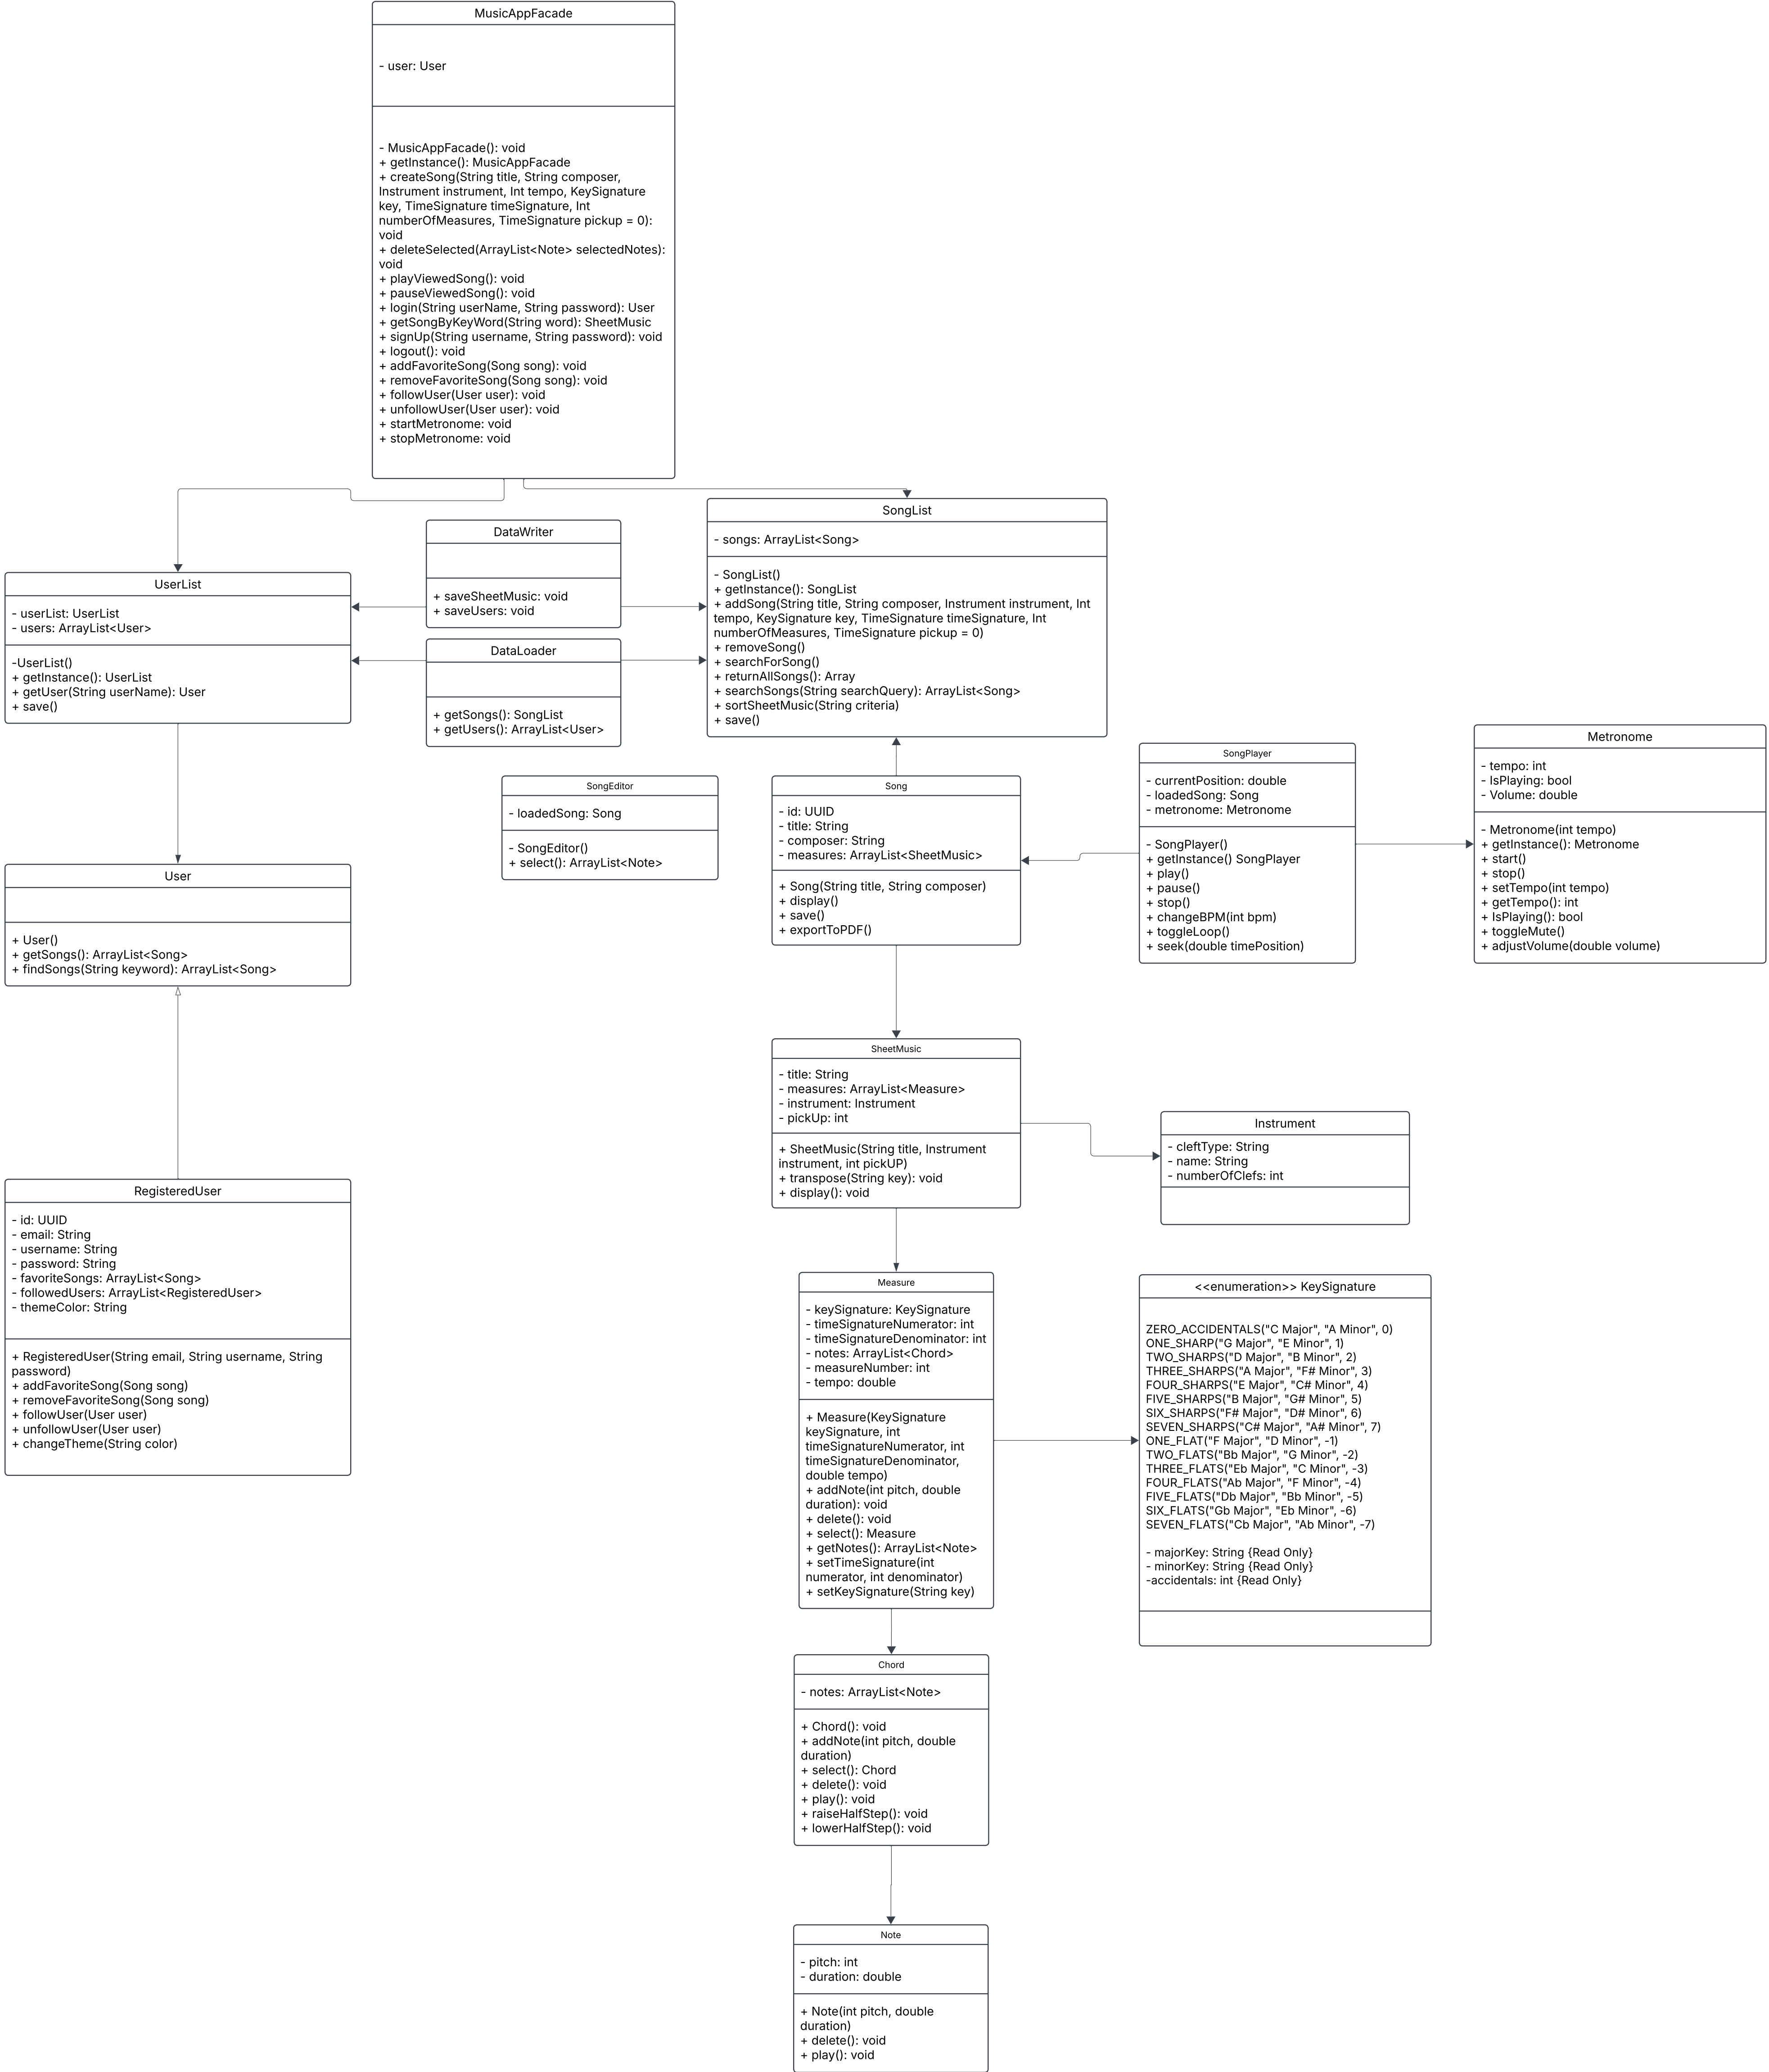 MusicAppFacade
- user: User
- MusicAppFacade(): void
+ getInstance(): MusicAppFacade
+ createSong(String title, String composer,
Instrument instrument, Int tempo, KeySignature
key, TimeSignature timeSignature, Int
numberOfMeasures, TimeSignature pickup = 0):
void
+ deleteSelected(ArrayList<Note> selectedNotes):
void
+ playViewedSong(): void
+ pauseViewedSong(): void
+ login(String userName, String password): User
+ getSongByKeyWord(String word): SheetMusic
+ signUp(String username, String password): void
+ logout(): void
+ addFavoriteSong(Song song): void
+ removeFavoriteSong(Song song): void
+ followUser(User user): void
+ unfollowUser(User user): void
+ startMetronome: void
+ stopMetronome: void
UserList
- userList: UserList
- users: ArrayList<User>
-UserList()
+ getInstance(): UserList
+ getUser(String userName): User
+ save()
DataWriter
+ saveSheetMusic: void
+ saveUsers: void
DataLoader
+ getSongs(): SongList
+ getUsers(): ArrayList<User>
SongList
- songs: ArrayList<Song>
- SongList()
+ getInstance(): SongList
+ addSong(String title, String composer, Instrument instrument, Int
tempo, KeySignature key, TimeSignature timeSignature, Int
numberOfMeasures, TimeSignature pickup = 0)
+ removeSong()
+ searchForSong()
+ returnAllSongs(): Array
+ searchSongs(String searchQuery): ArrayList<Song>
+ sortSheetMusic(String criteria)
+ save()
SongEditor
- loadedSong: Song
- SongEditor()
+ select(): ArrayList<Note>
Song
- id: UUID
- title: String
- composer: String
- measures: ArrayList<SheetMusic>
+ Song(String title, String composer)
+ display()
+ save()
+ exportToPDF()
SongPlayer
- currentPosition: double
- loadedSong: Song
- metronome: Metronome
- SongPlayer()
+ getInstance() SongPlayer
+ play()
+ pause()
+ stop()
+ changeBPM(int bpm)
+ toggleLoop()
+ seek(double timePosition)
Metronome
- tempo: int
- IsPlaying: bool
- Volume: double
- Metronome(int tempo)
+ getInstance(): Metronome
+ start()
+ stop()
+ setTempo(int tempo)
+ getTempo(): int
+ IsPlaying(): bool
+ toggleMute()
+ adjustVolume(double volume)
User
+ User()
+ getSongs(): ArrayList<Song>
+ findSongs(String keyword): ArrayList<Song>
RegisteredUser
- id: UUID
- email: String
- username: String
- password: String
- favoriteSongs: ArrayList<Song>
- followedUsers: ArrayList<RegisteredUser>
- themeColor: String
+ RegisteredUser(String email, String username, String
password)
+ addFavoriteSong(Song song)
+ removeFavoriteSong(Song song)
+ followUser(User user)
+ unfollowUser(User user)
+ changeTheme(String color)
SheetMusic
- title: String
- measures: ArrayList<Measure>
- instrument: Instrument
- pickUp: int
+ SheetMusic(String title, Instrument
instrument, int pickUP)
+ transpose(String key): void
+ display(): void
Instrument
- cleftType: String
- name: String
- numberOfClefs: int
Measure
- keySignature: KeySignature
- timeSignatureNumerator: int
- timeSignatureDenominator: int
- notes: ArrayList<Chord>
- measureNumber: int
- tempo: double
+ Measure(KeySignature
keySignature, int
timeSignatureNumerator, int
timeSignatureDenominator,
double tempo)
+ addNote(int pitch, double
duration): void
+ delete(): void
+ select(): Measure
+ getNotes(): ArrayList<Note>
+ setTimeSignature(int
numerator, int denominator)
+ setKeySignature(String key)
<<enumeration>> KeySignature
ZERO_ACCIDENTALS("C Major", "A Minor", 0)
ONE_SHARP("G Major", "E Minor", 1)
TWO_SHARPS("D Major", "B Minor", 2)
THREE_SHARPS("A Major", "F# Minor", 3)
FOUR_SHARPS("E Major", "C# Minor", 4)
FIVE_SHARPS("B Major", "G# Minor", 5)
SIX_SHARPS("F# Major", "D# Minor", 6)
SEVEN_SHARPS("C# Major", "A# Minor", 7)
ONE_FLAT("F Major", "D Minor", -1)
TWO_FLATS("Bb Major", "G Minor", -2)
THREE_FLATS("Eb Major", "C Minor", -3)
FOUR_FLATS("Ab Major", "F Minor", -4)
FIVE_FLATS("Db Major", "Bb Minor", -5)
SIX_FLATS("Gb Major", "Eb Minor", -6)
SEVEN_FLATS("Cb Major", "Ab Minor", -7)
- majorKey: String {Read Only}
- minorKey: String {Read Only}
-accidentals: int {Read Only}
Chord
- notes: ArrayList<Note>
+ Chord(): void
+ addNote(int pitch, double
duration)
+ select(): Chord
+ delete(): void
+ play(): void
+ raiseHalfStep(): void
+ lowerHalfStep(): void
Note
- pitch: int
- duration: double
+ Note(int pitch, double
duration)
+ delete(): void
+ play(): void